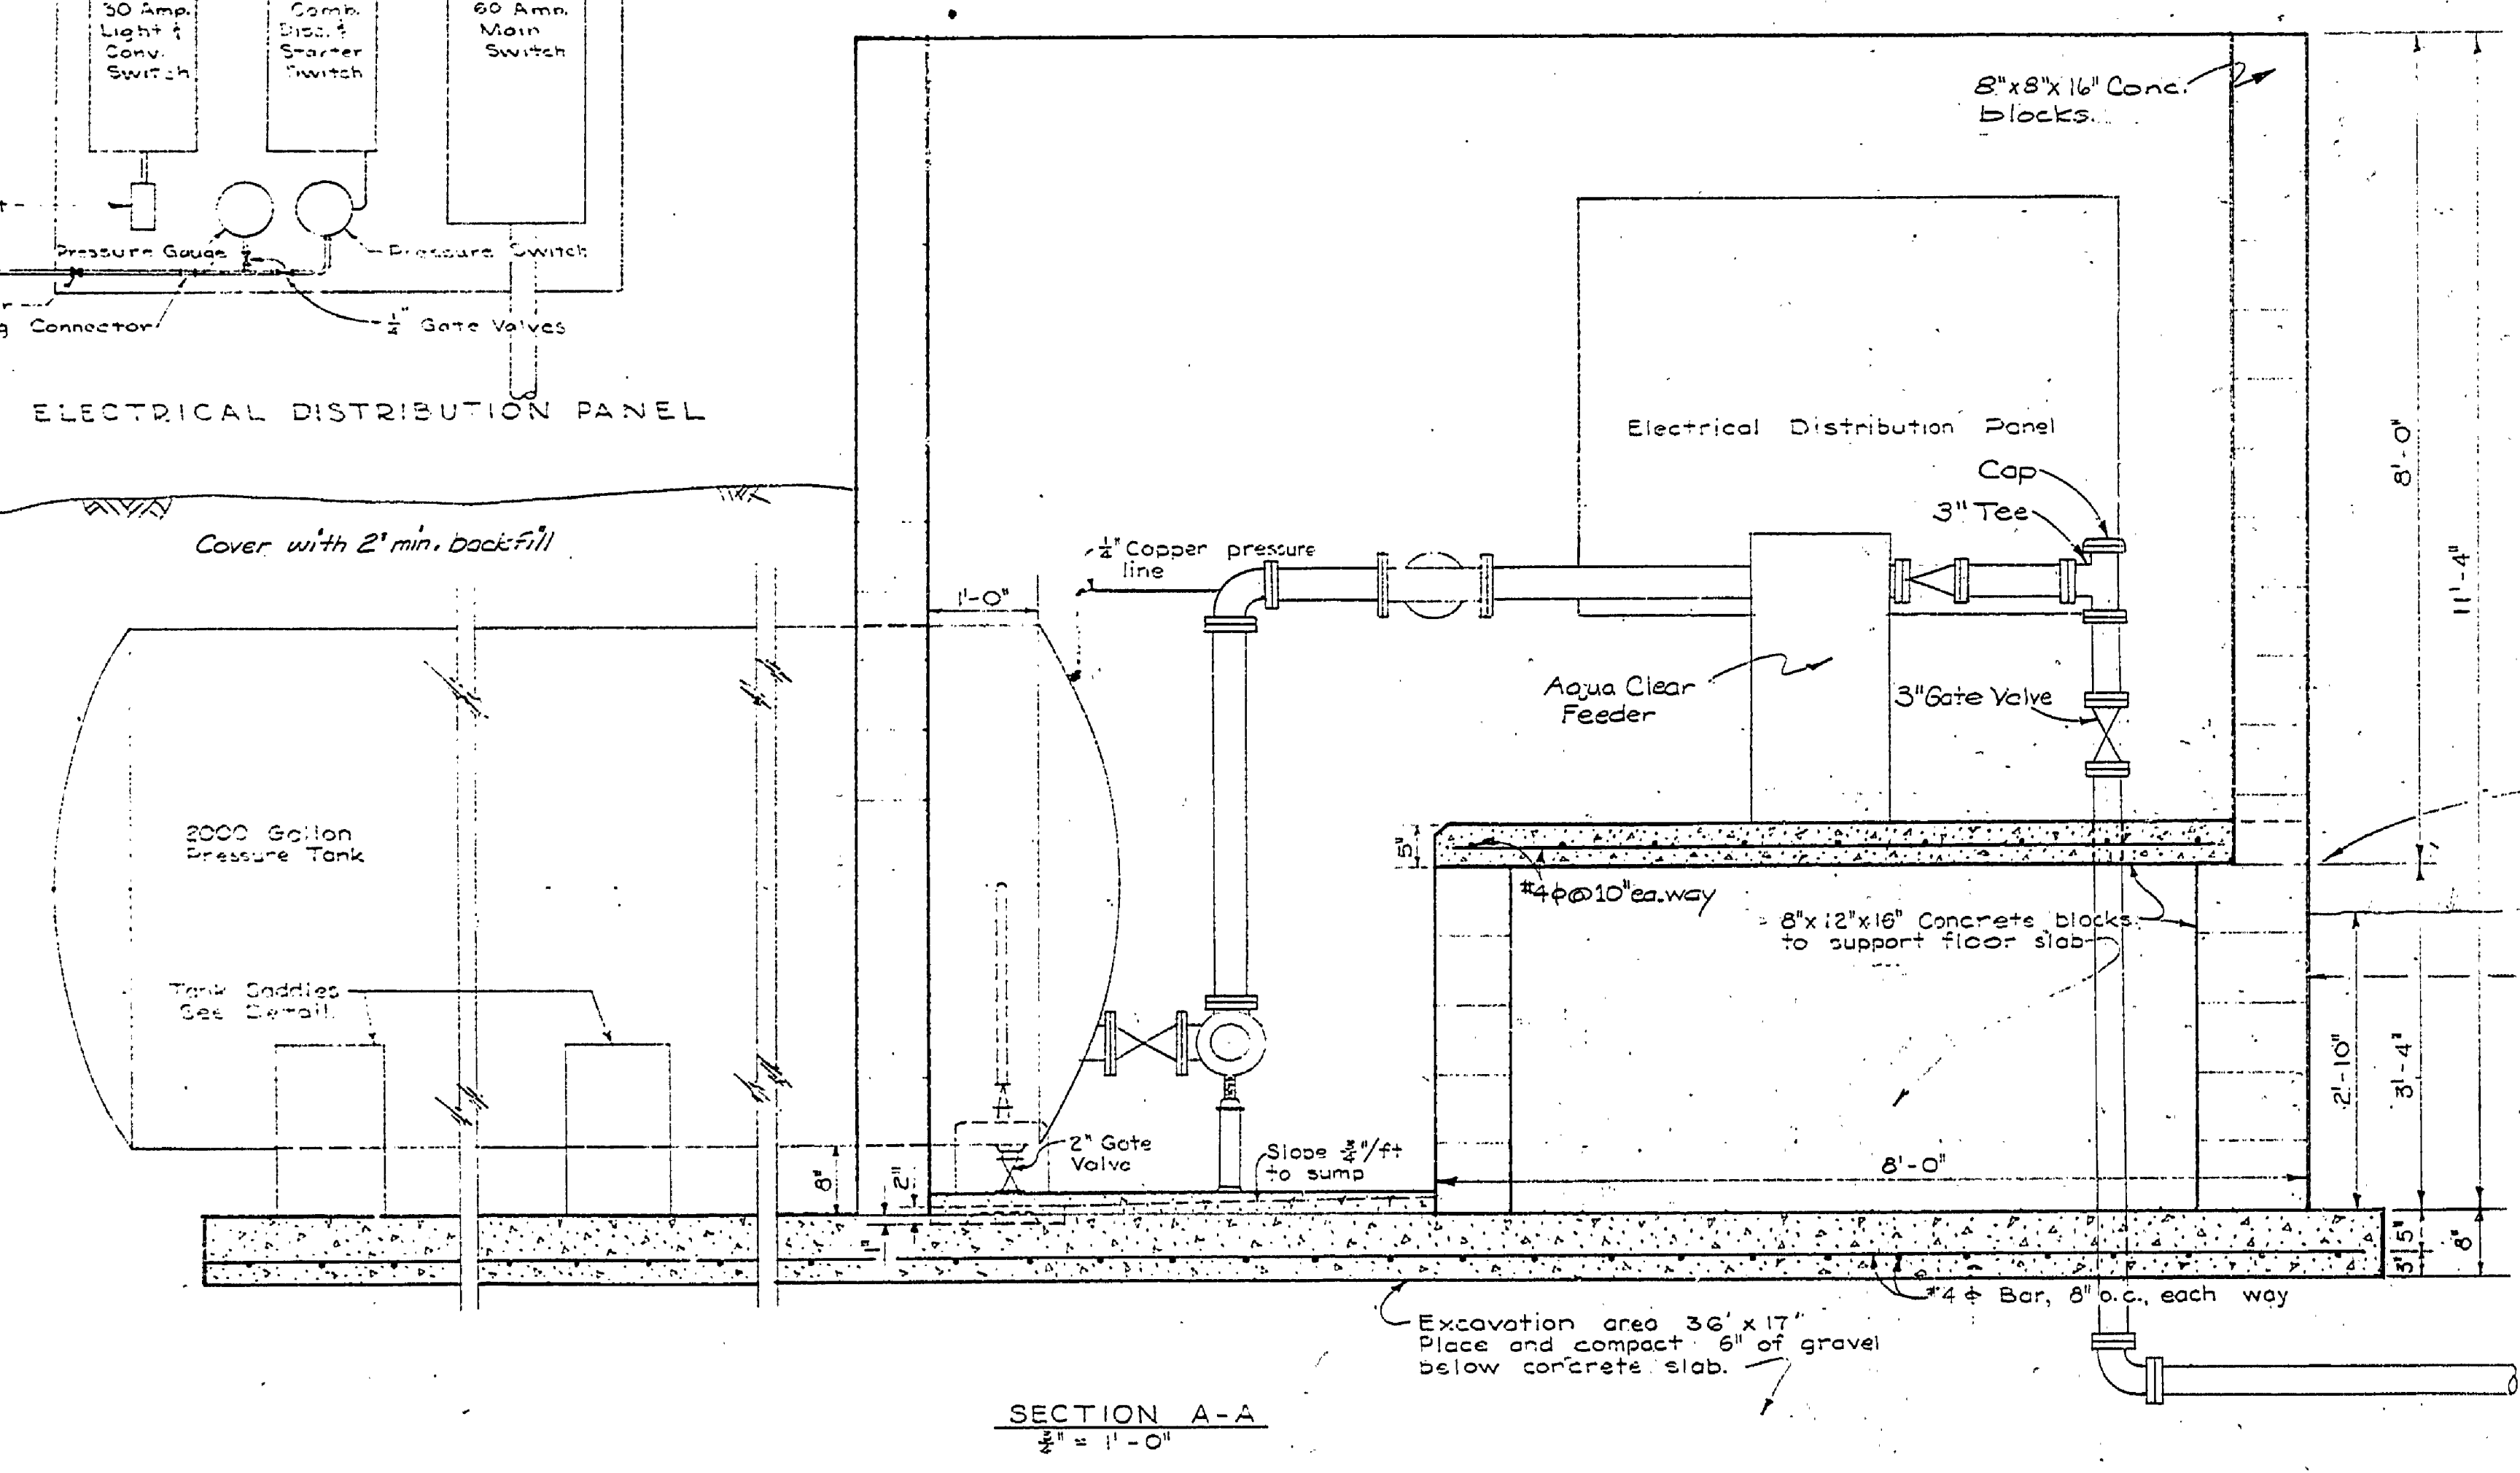 30 Amp.
Light &
Conv.
Switch
Comb.
Disc. &
Starter
Switch
60 Amp.
Main
Switch
Pressure Gauge
Pressure Switch
Connector
1/4" Gate Valves
ELECTRICAL DISTRIBUTION PANEL
8"x8"x16" Conc.
blocks.
Electrical Distribution Panel
Cap
3" Tee
8'-0"
11'-4"
Cover with 2' min. backfill
1/4" Copper pressure
line
1'-0"
Aqua Clear
Feeder
3" Gate Valve
2000 Gallon
Pressure Tank
5"
#4 φ @ 10" ea. way
8"x12"x16" Concrete blocks
to support floor slab
Tank Saddles
See Detail
2'-10"
3'-4"
2" Gate
Valve
Slope 3/4"/ft
to sump
8'-0"
8"
2"
1"
5"
3"
8"
#4 φ Bar, 8" o.c., each way
Excavation area 36' x 17'
Place and compact 6" of gravel
below concrete slab.
SECTION A-A
= 1'-0"